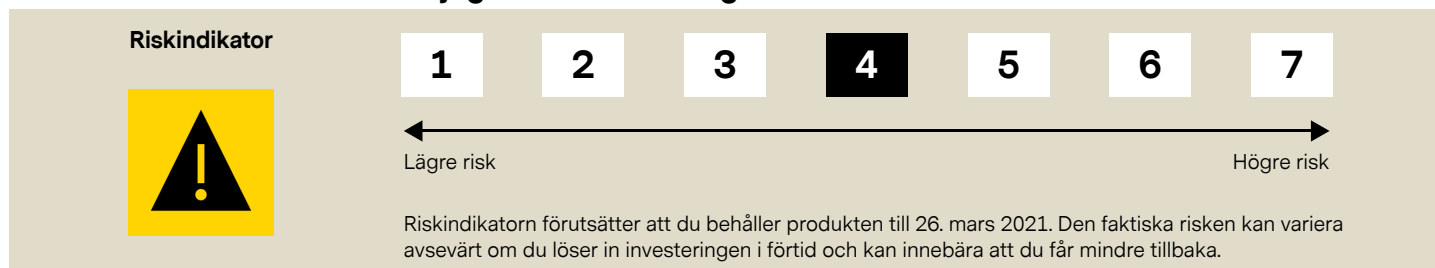 Riskindikator
1 2 3 4 5 6 7
Lägre risk Högre risk
Riskindikatorn förutsätter att du behåller produkten till 26. mars 2021. Den faktiska risken kan variera
avsevärt om du löser in investeringen i förtid och kan innebära att du får mindre tillbaka.